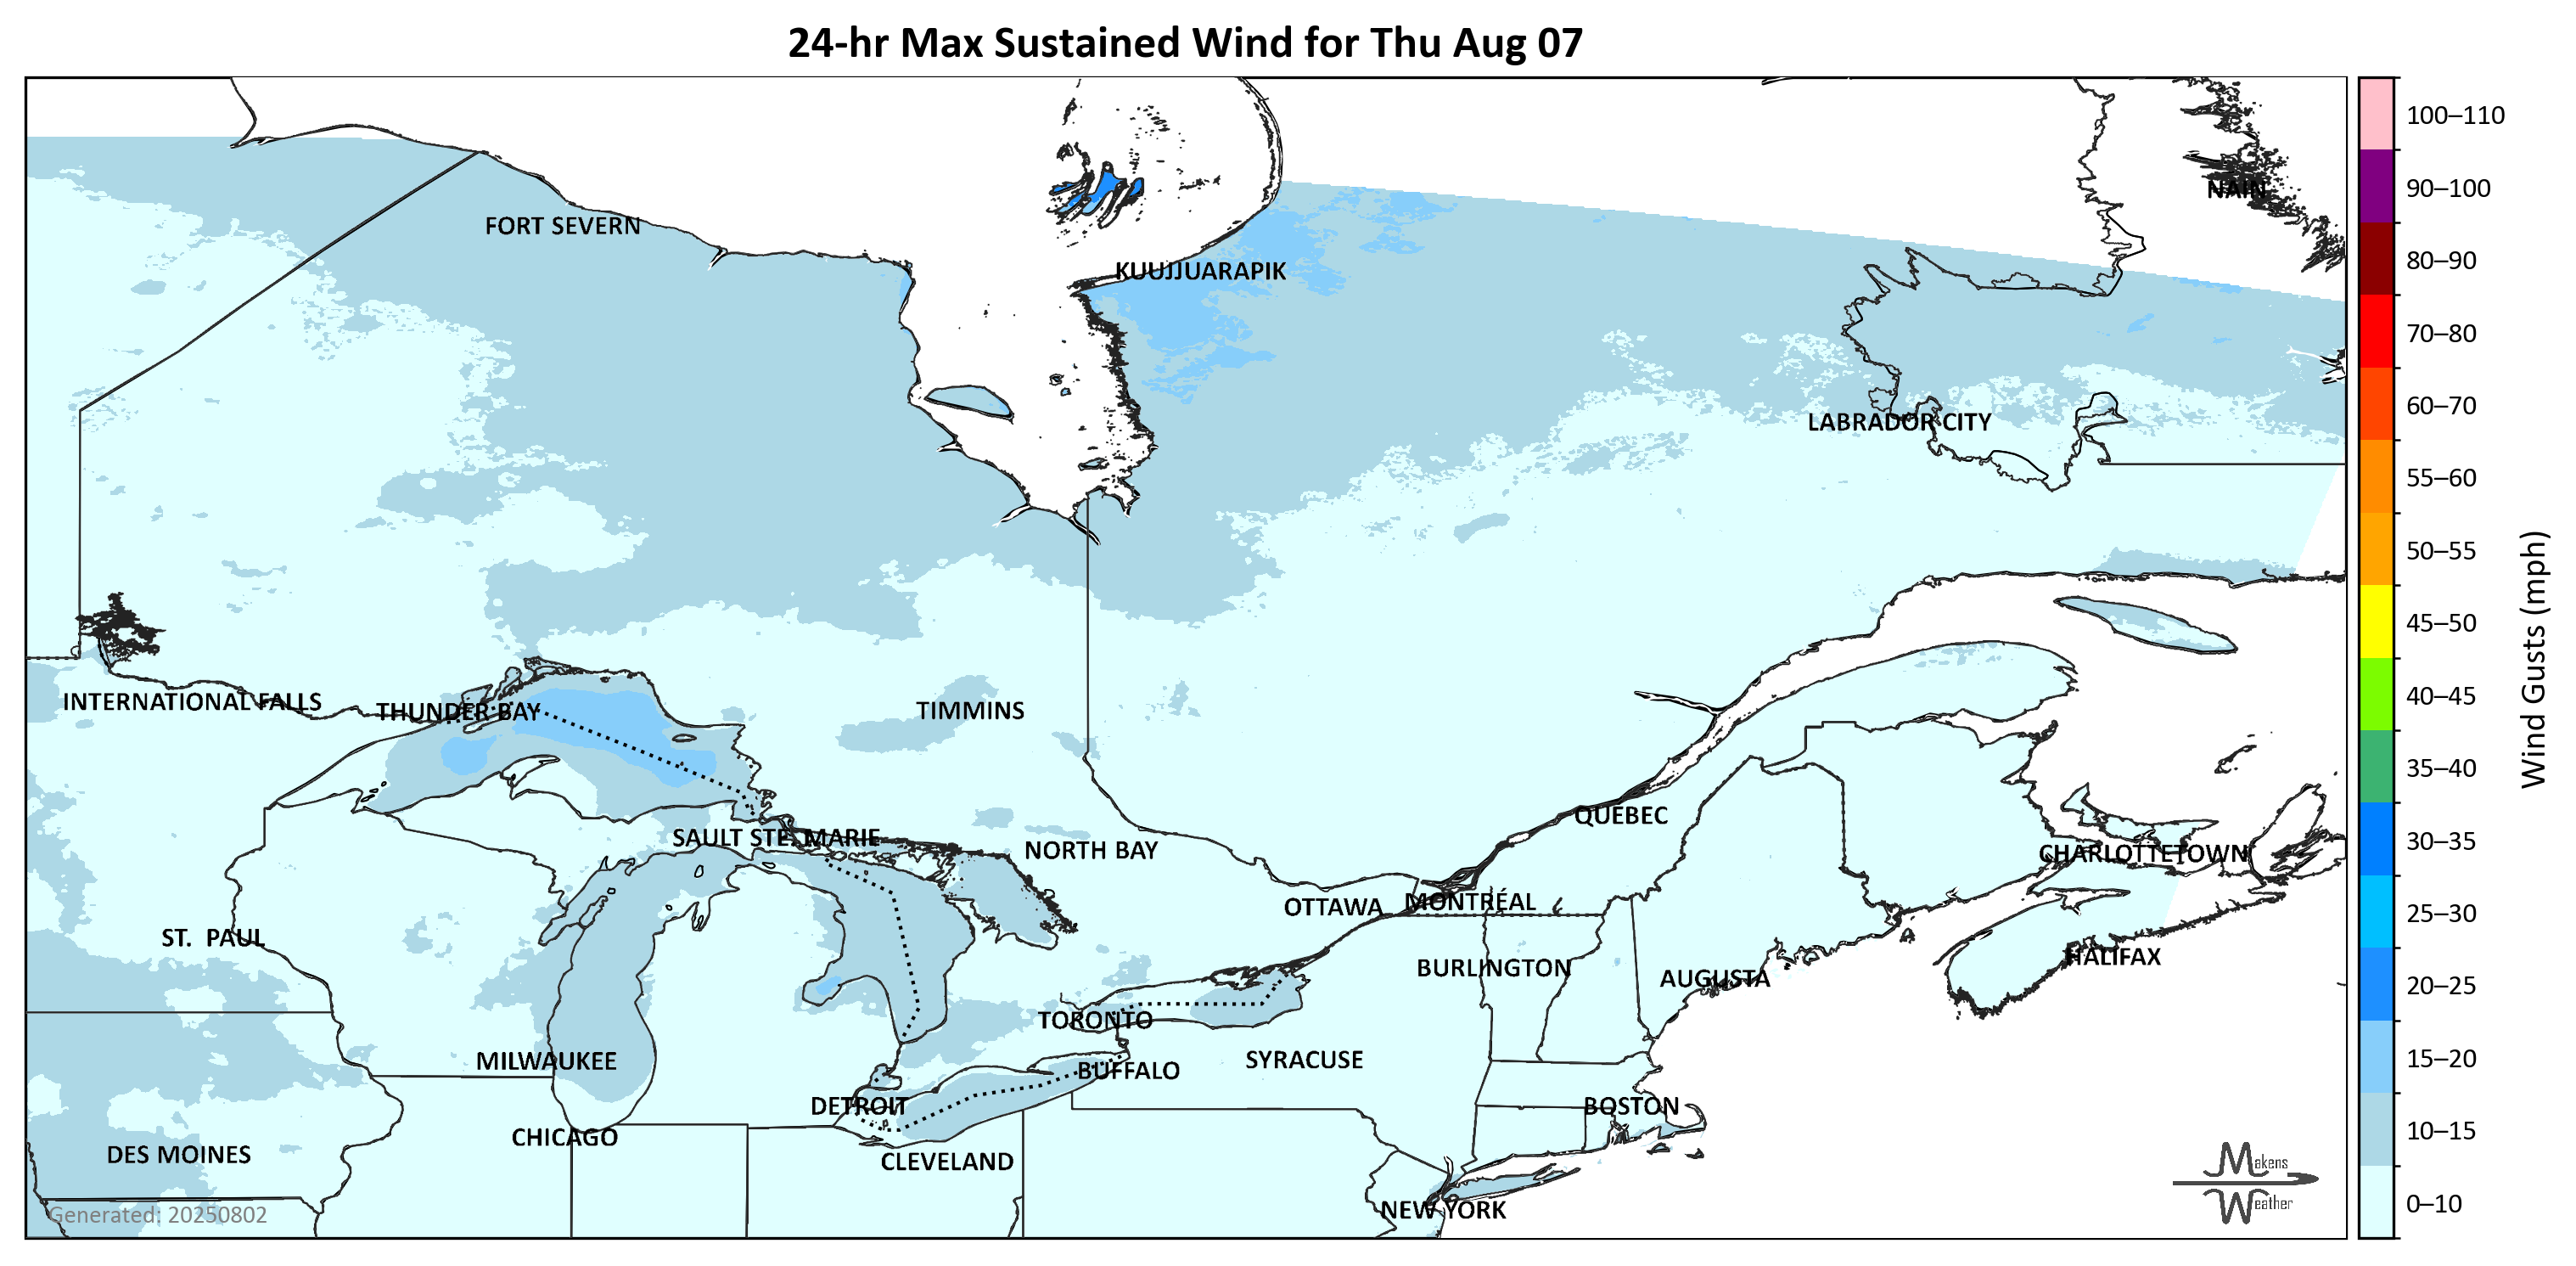 24-hr Max Sustained Wind for Thu Aug 07
100–110
90–100
80–90
70–80
60–70
55–60
50–55
45–50
40–45
35–40
30–35
25–30
20–25
15–20
10–15
0–10
Wind Gusts (mph)
NAIN
FORT SEVERN
KUUJJUARAPIK
LABRADOR CITY
INTERNATIONAL FALLS
THUNDER BAY
TIMMINS
QUÉBEC
SAULT STE. MARIE
NORTH BAY
CHARLOTTETOWN
OTTAWA
MONTRÉAL
ST.  PAUL
HALIFAX
BURLINGTON
AUGUSTA
TORONTO
MILWAUKEE
SYRACUSE
BUFFALO
DETROIT
BOSTON
CHICAGO
DES MOINES
CLEVELAND
NEW YORK
Generated: 20250802
Makens
Weather